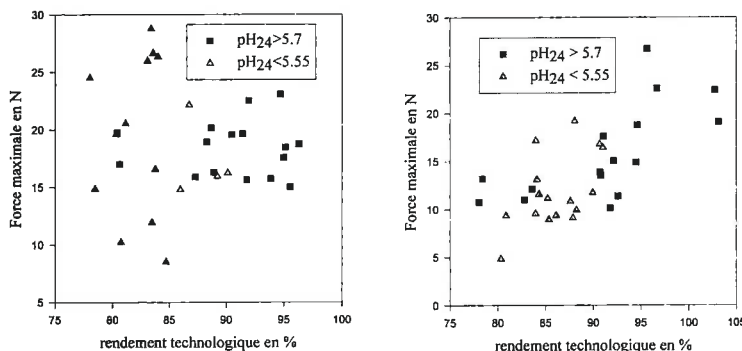 30
25
20
15
10
5
Force maximale en N
pH24>5.7
pH24<5.55
75 80 85 90 95 100
rendement technologique en %
30
25
20
15
10
5
0
Force maximale en N
pH24 > 5.7
pH24 < 5.55
75 80 85 90 95 100 105
rendement technologique en %